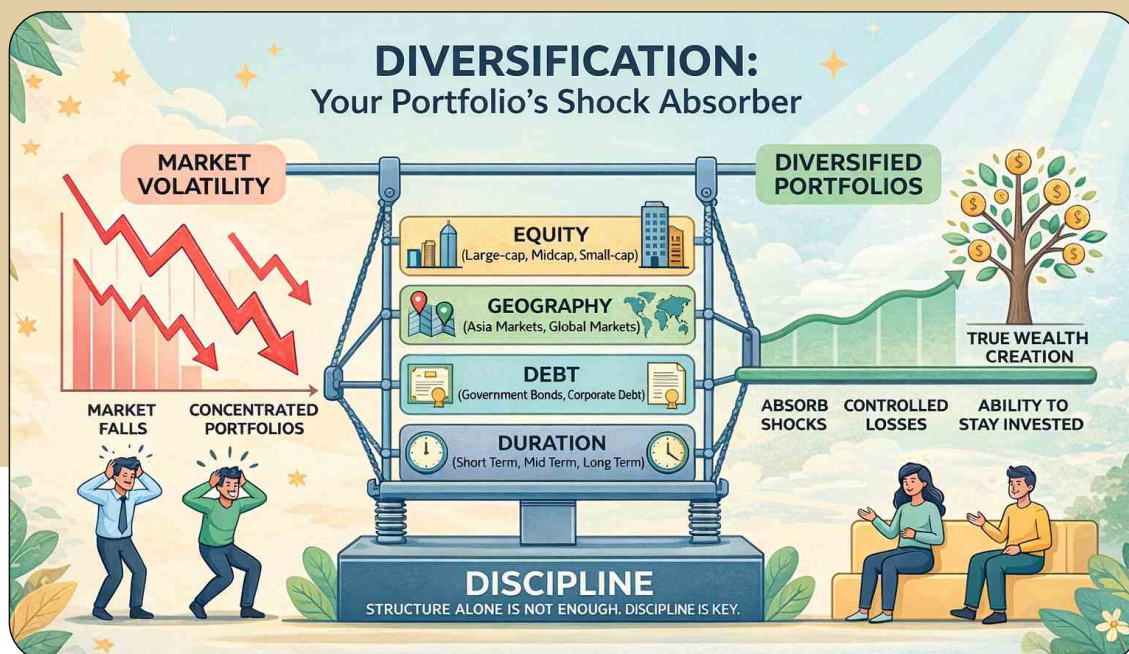 DIVERSIFICATION:
Your Portfolio's Shock Absorber
MARKET
VOLATILITY
MARKET
FALLS
CONCENTRATED
PORTFOLIOS
EQUITY
(Large-cap, Midcap, Small-cap)
GEOGRAPHY
(Asia Markets, Global Markets)
DEBT
(Government Bonds, Corporate Debt)
DURATION
(Short Term, Mid Term, Long Term)
DISCIPLINE
STRUCTURE ALONE IS NOT ENOUGH. DISCIPLINE IS KEY.
DIVERSIFIED
PORTFOLIOS
$
$
$
$
$
$
TRUE WEALTH
CREATION
ABSORB
SHOCKS
CONTROLLED
LOSSES
ABILITY TO
STAY INVESTED